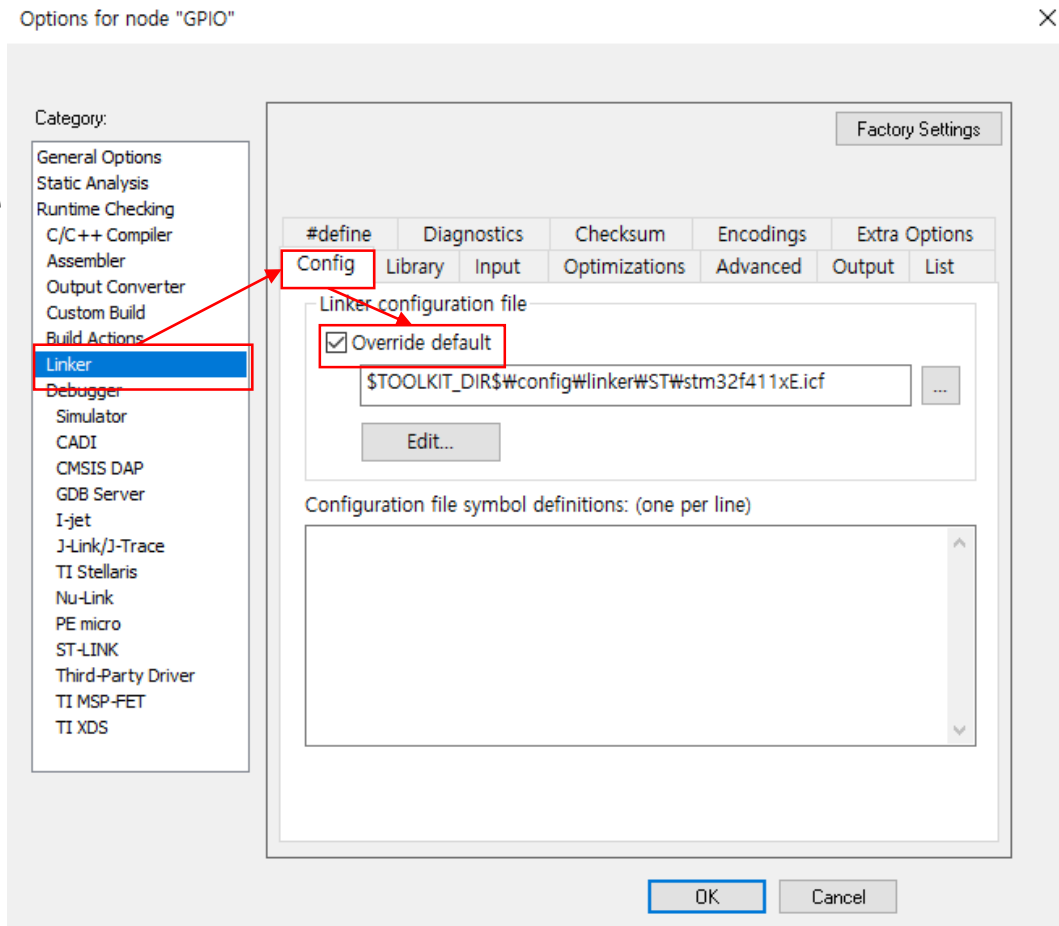 Options for node "GPIO"
Category:
Factory Settings
General Options
Static Analysis
Runtime Checking
C/C++ Compiler
Assembler
Output Converter
Custom Build
Build Actions
Linker
Debugger
Simulator
CADI
CMSIS DAP
GDB Server
I-jet
J-Link/J-Trace
TI Stellaris
Nu-Link
PE micro
ST-LINK
Third-Party Driver
TI MSP-FET
TI XDS
#define Diagnostics Checksum Encodings Extra Options
Config Library Input Optimizations Advanced Output List
Linker configuration file
Override default
$TOOLKIT_DIR$₩config₩linker₩ST₩stm32f411xE.icf
...
Edit...
Configuration file symbol definitions: (one per line)
OK Cancel